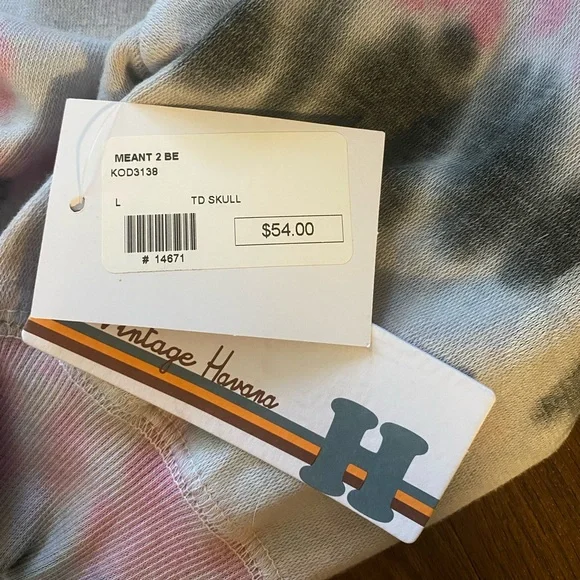 MEANT 2 BE
KOD3138
L TD SKULL
$54.00
# 14671
Vintage Havana
H